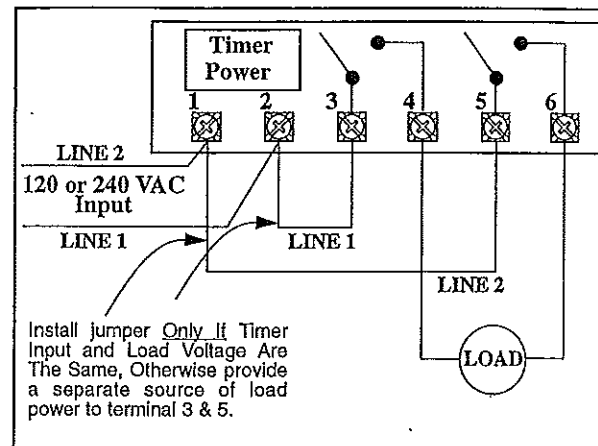 Timer
Power
1 2 3 4 5 6
LINE 2
120 or 240 VAC
Input
LINE 1
LINE 1
LINE 2
Install jumper Only If Timer
Input and Load Voltage Are
The Same, Otherwise provide
a separate source of load
power to terminal 3 & 5.
LOAD